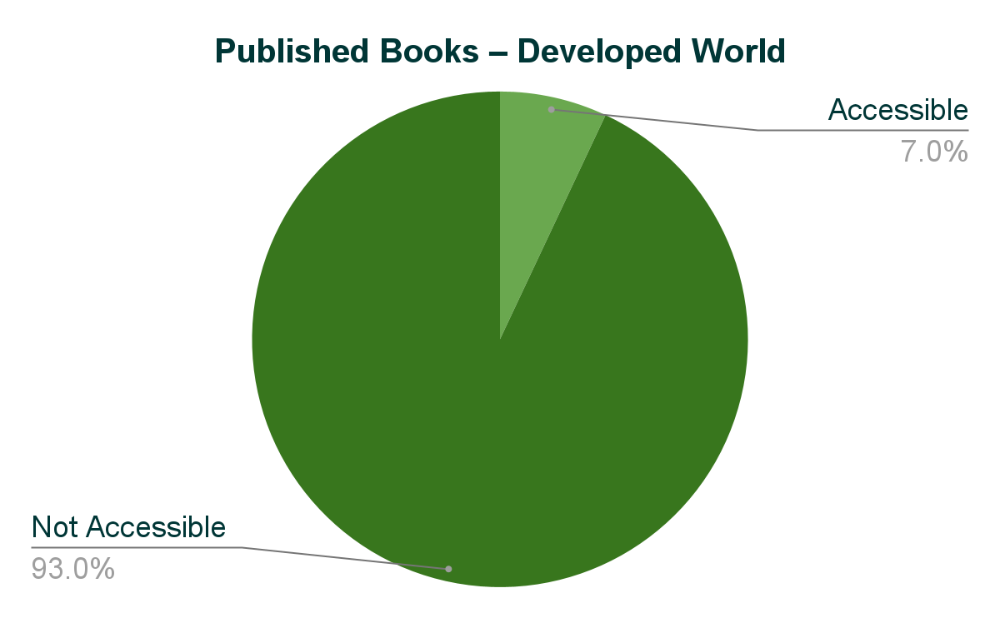 Published Books – Developed World
Accessible
7.0%
Not Accessible
93.0%